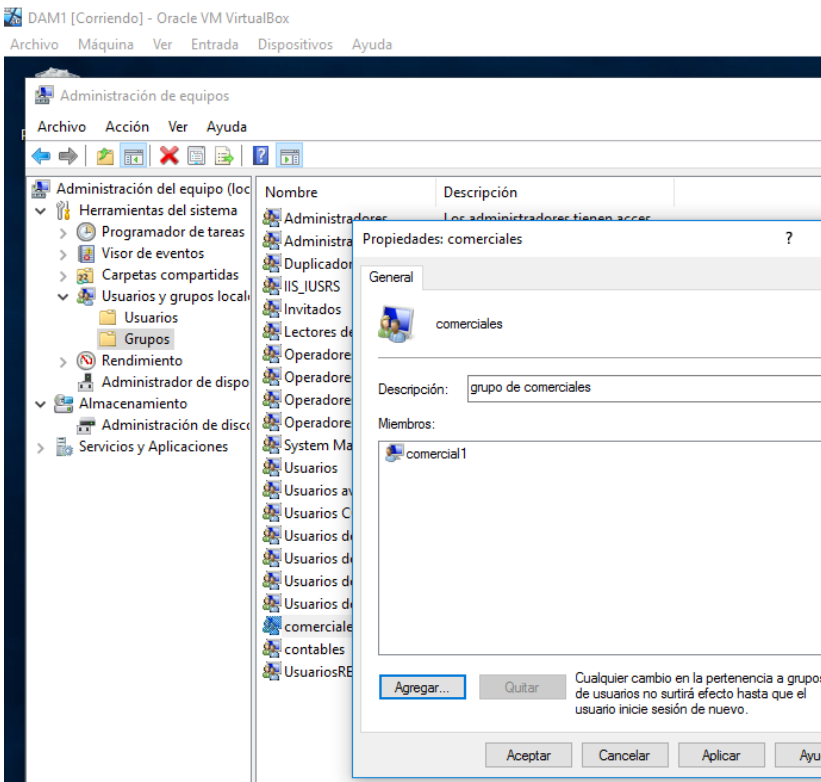 DAM1 [Corriendo] - Oracle VM VirtualBox
Archivo Máquina Ver Entrada Dispositivos Ayuda
Administración de equipos
Archivo Acción Ver Ayuda
Administración del equipo (loc
Herramientas del sistema
Programador de tareas
Visor de eventos
Carpetas compartidas
Usuarios y grupos local
Usuarios
Grupos
Rendimiento
Administrador de dispo
Almacenamiento
Administración de disc
Servicios y Aplicaciones
Nombre Descripción
Administradores Los administradores tienen acces
Administra
Duplicador
IIS_IUSRS
Invitados
Lectores de
Operadore
Operadore
Operadore
Operadore
System Ma
Usuarios
Usuarios av
Usuarios C
Usuarios d
Usuarios de
Usuarios de
Usuarios d
comerciale
contables
UsuariosRE
Propiedades: comerciales ?
General
comerciales
Descripción: grupo de comerciales
Miembros:
comercial1
Agregar... Quitar
Cualquier cambio en la pertenencia a grupos
de usuarios no surtirá efecto hasta que el
usuario inicie sesión de nuevo.
Aceptar Cancelar Aplicar Ayu